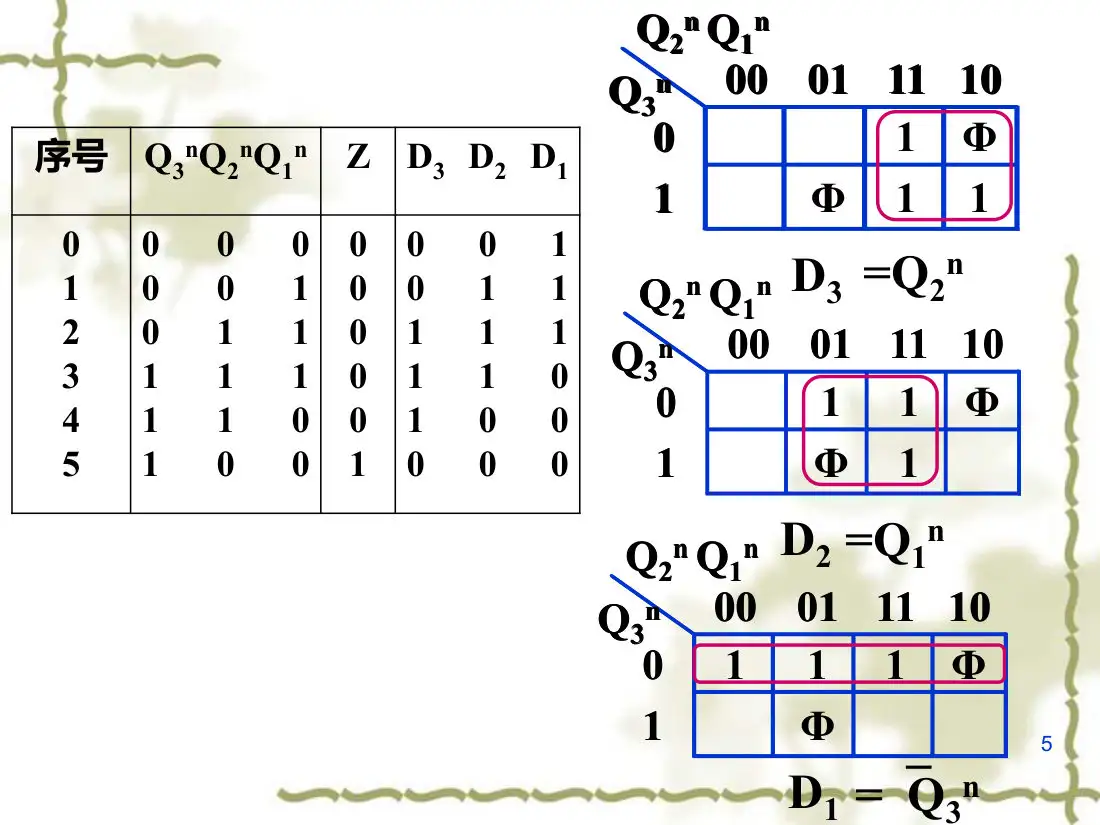 序号 Q₃ⁿQ₂ⁿQ₁ⁿ Z D₃ D₂ D₁
0 0 0 0 0 0 0 1
1 0 0 1 0 0 1 1
2 0 1 1 0 1 1 1
3 1 1 1 0 1 1 0
4 1 1 0 0 1 0 0
5 1 0 0 1 0 0 0
Q₂ⁿ Q₁ⁿ
00 01 11 10
Q₃ⁿ
0 1 Φ
1 Φ 1 1
D₃ =Q₂ⁿ
Q₂ⁿ Q₁ⁿ
00 01 11 10
Q₃ⁿ
0 1 1 Φ
1 Φ 1
D₂ =Q₁ⁿ
Q₂ⁿ Q₁ⁿ
00 01 11 10
Q₃ⁿ
0 1 1 1 Φ
1 Φ
D₁ = Q̅₃ⁿ
5